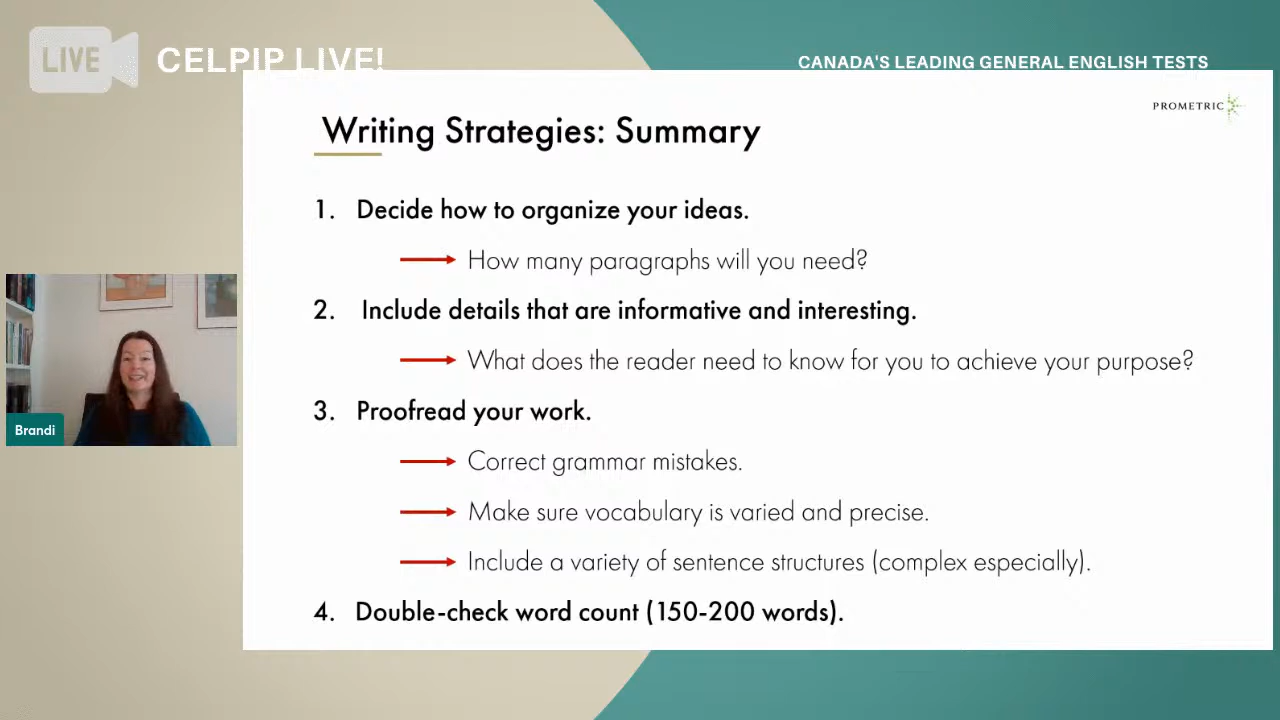 LIVE CELPIP LIVE!
CANADA'S LEADING GENERAL ENGLISH TESTS
PROMETRIC
Writing Strategies: Summary
1. Decide how to organize your ideas.
How many paragraphs will you need?
2. Include details that are informative and interesting.
What does the reader need to know for you to achieve your purpose?
3. Proofread your work.
Correct grammar mistakes.
Make sure vocabulary is varied and precise.
Include a variety of sentence structures (complex especially).
4. Double-check word count (150-200 words).
Brandi